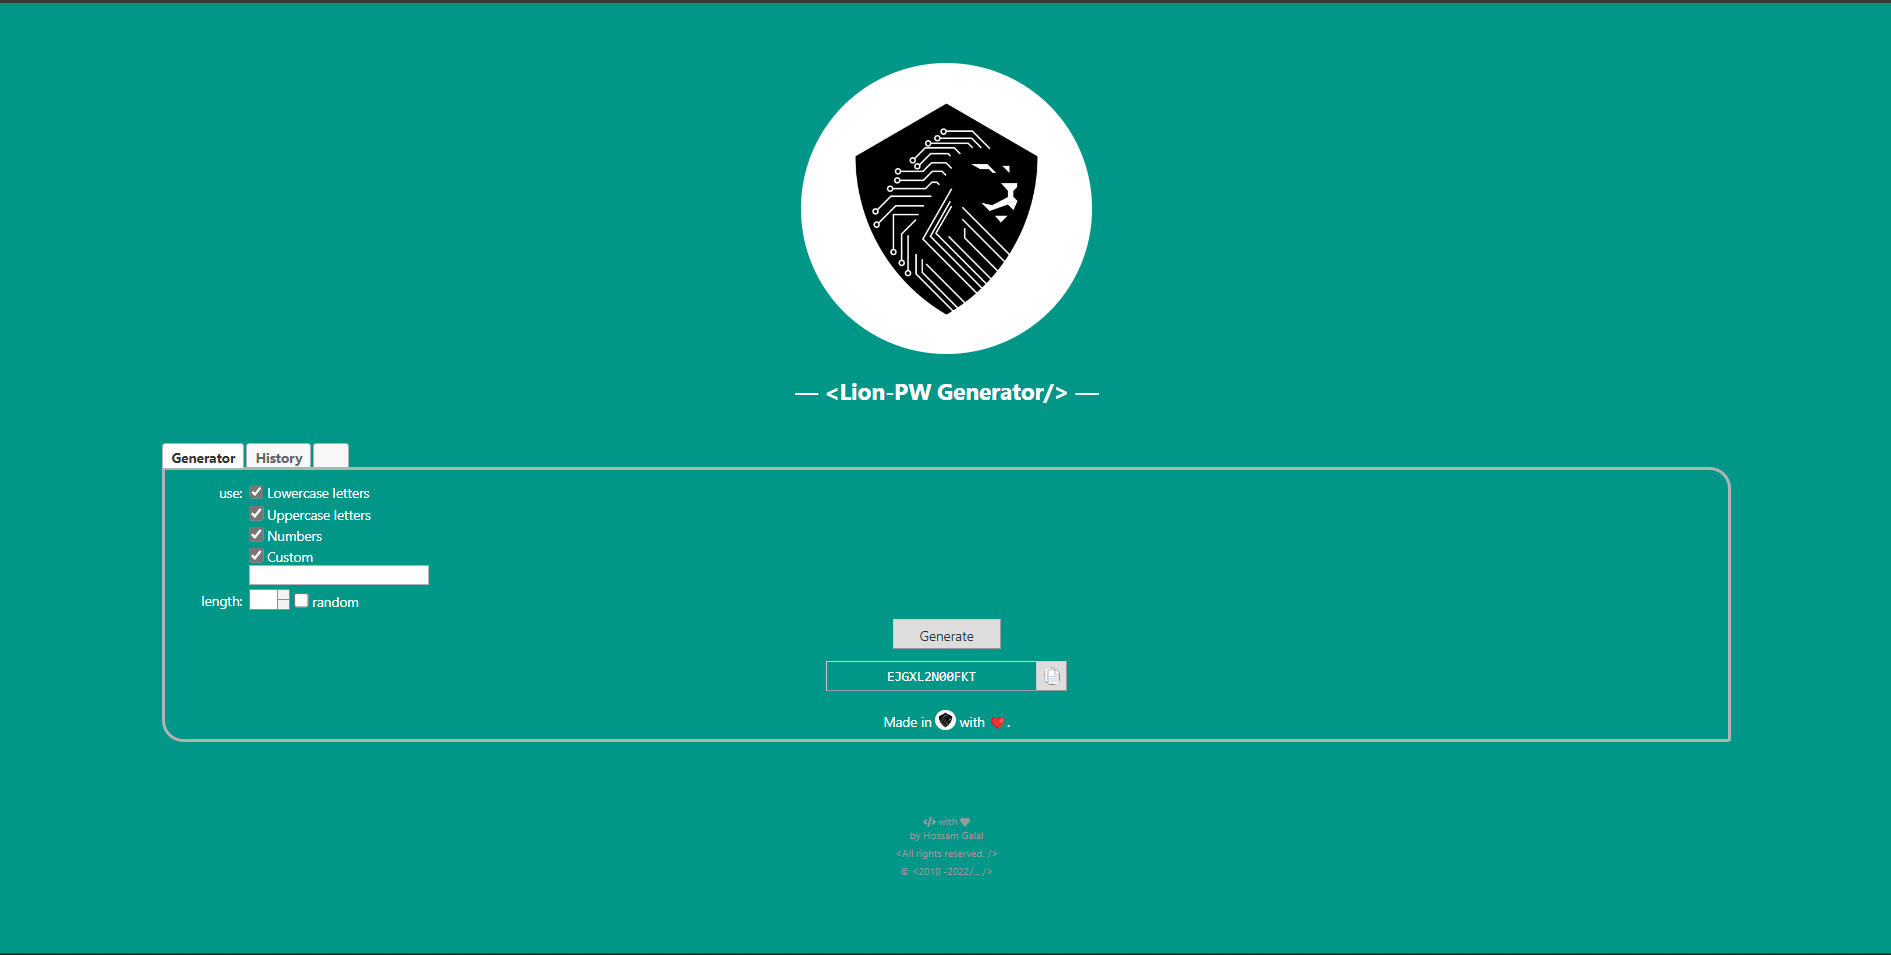 — <Lion-PW Generator/> —
Generator History
use: Lowercase letters
Uppercase letters
Numbers
Custom
length: random
Generate
EJGXL2N00FKT
Made in with .
</> with
by Hossam Galal
<All rights reserved. />
© <2010 -2022/... />